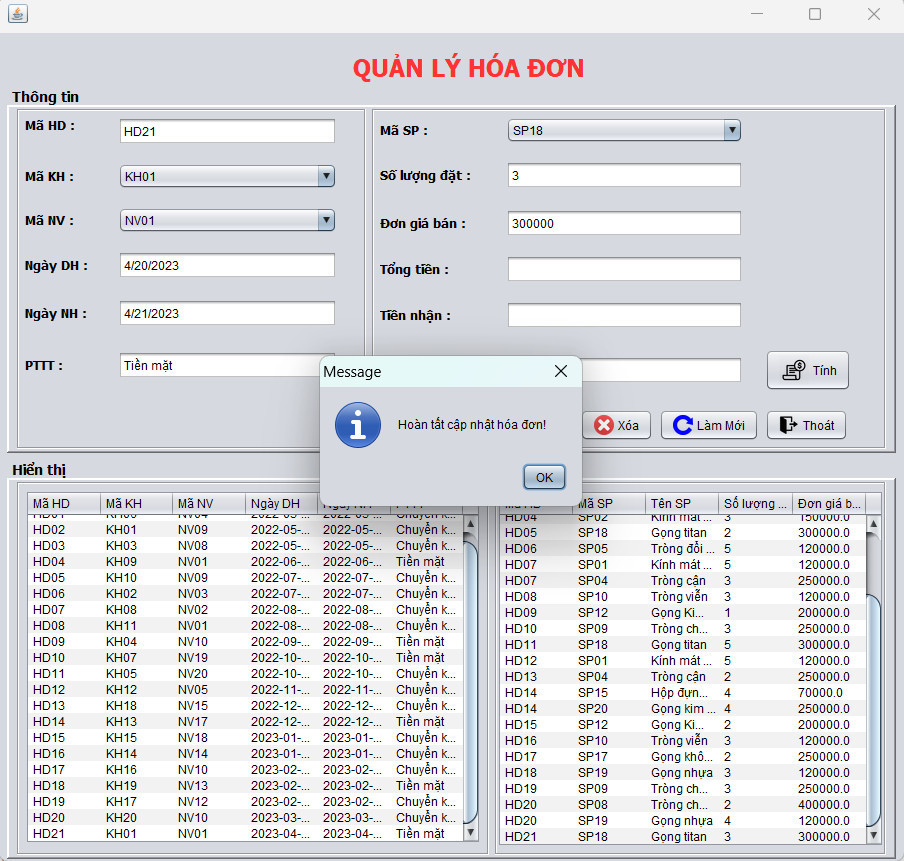 QUẢN LÝ HÓA ĐƠN
Thông tin
Mã HD : HD21
Mã KH : KH01
Mã NV : NV01
Ngày DH : 4/20/2023
Ngày NH : 4/21/2023
PTTT : Tiền mặt
Mã SP : SP18
Số lượng đặt : 3
Đơn giá bán : 300000
Tổng tiền :
Tiền nhận :
Tính
Xóa Làm Mới Thoát
Message
Hoàn tất cập nhật hóa đơn!
OK
Hiển thị
Mã HD Mã KH Mã NV Ngày DH
HD02 KH01 NV09 2022-05-... 2022-05-... Chuyển k...
HD03 KH03 NV08 2022-05-... 2022-05-... Chuyển k...
HD04 KH09 NV01 2022-06-... 2022-06-... Tiền mặt
HD05 KH10 NV09 2022-07-... 2022-07-... Chuyển k...
HD06 KH02 NV03 2022-07-... 2022-07-... Chuyển k...
HD07 KH08 NV02 2022-08-... 2022-08-... Chuyển k...
HD08 KH11 NV01 2022-08-... 2022-08-... Chuyển k...
HD09 KH04 NV10 2022-09-... 2022-09-... Tiền mặt
HD10 KH07 NV19 2022-10-... 2022-10-... Tiền mặt
HD11 KH05 NV20 2022-10-... 2022-10-... Chuyển k...
HD12 KH12 NV05 2022-11-... 2022-11-... Chuyển k...
HD13 KH18 NV15 2022-12-... 2022-12-... Chuyển k...
HD14 KH13 NV17 2022-12-... 2022-12-... Tiền mặt
HD15 KH15 NV18 2023-01-... 2023-01-... Chuyển k...
HD16 KH14 NV14 2023-01-... 2023-01-... Chuyển k...
HD17 KH16 NV10 2023-02-... 2023-02-... Chuyển k...
HD18 KH19 NV13 2023-02-... 2023-02-... Tiền mặt
HD19 KH17 NV12 2023-02-... 2023-02-... Chuyển k...
HD20 KH20 NV10 2023-03-... 2023-03-... Chuyển k...
HD21 KH01 NV01 2023-04-... 2023-04-... Tiền mặt
Mã SP Tên SP Số lượng ... Đơn giá b...
HD04 SP02 Kính mát ... 3 150000.0
HD05 SP18 Gọng titan 2 300000.0
HD06 SP05 Tròng đổi ... 5 120000.0
HD07 SP01 Kính mát ... 5 120000.0
HD07 SP04 Tròng cận 3 250000.0
HD08 SP10 Tròng viễn 3 120000.0
HD09 SP12 Gọng Ki... 1 200000.0
HD10 SP09 Tròng ch... 3 250000.0
HD11 SP18 Gọng titan 5 300000.0
HD12 SP01 Kính mát ... 5 120000.0
HD13 SP04 Tròng cận 2 250000.0
HD14 SP15 Hộp đựn... 4 70000.0
HD14 SP20 Gọng kim ... 4 250000.0
HD15 SP12 Gọng Ki... 2 200000.0
HD16 SP10 Tròng viễn 3 120000.0
HD17 SP17 Gọng khô... 2 250000.0
HD18 SP19 Gọng nhựa 3 120000.0
HD19 SP09 Tròng ch... 3 250000.0
HD20 SP08 Tròng ch... 2 400000.0
HD20 SP19 Gọng nhựa 4 120000.0
HD21 SP18 Gọng titan 3 300000.0